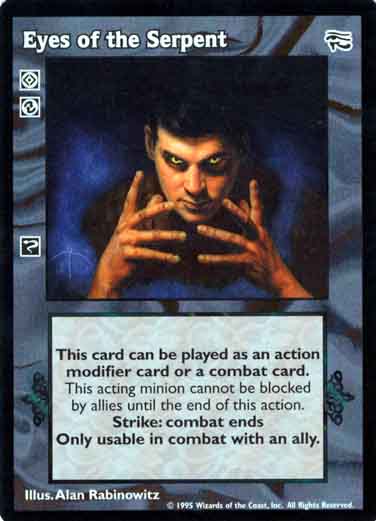 Eyes of the Serpent
This card can be played as an action
modifier card or a combat card.
This acting minion cannot be blocked
by allies until the end of this action.
Strike: combat ends
Only usable in combat with an ally.
Illus. Alan Rabinowitz
© 1995 Wizards of the Coast, Inc. All Rights Reserved.